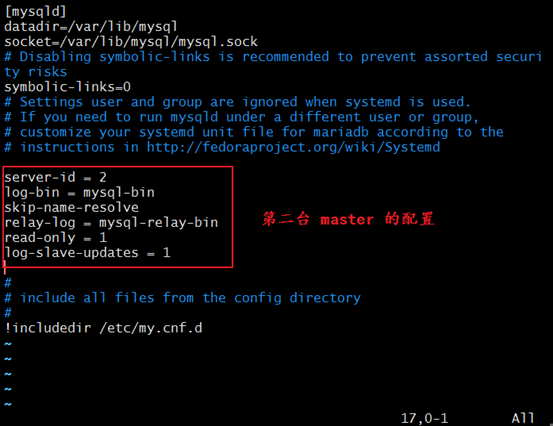 [mysqld]
datadir=/var/lib/mysql
socket=/var/lib/mysql/mysql.sock
# Disabling symbolic-links is recommended to prevent assorted securi
ty risks
symbolic-links=0
# Settings user and group are ignored when systemd is used.
# If you need to run mysqld under a different user or group,
# customize your systemd unit file for mariadb according to the
# instructions in http://fedoraproject.org/wiki/Systemd
server-id = 2
log-bin = mysql-bin
skip-name-resolve
relay-log = mysql-relay-bin
read-only = 1
log-slave-updates = 1
第二台 master 的配置
#
# include all files from the config directory
#
!includedir /etc/my.cnf.d
~
~
~
~
~
17,0-1 All